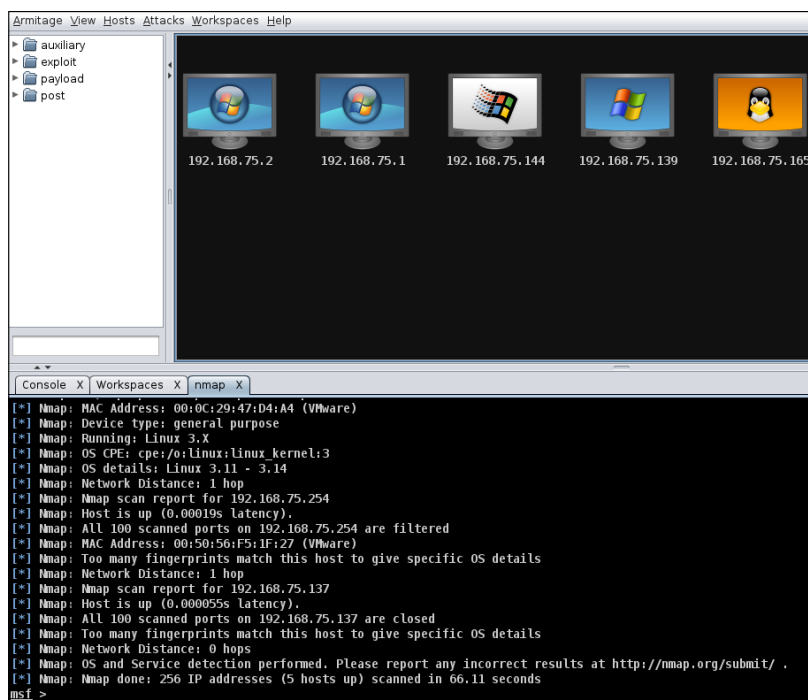 Armitage View Hosts Attacks Workspaces Help
auxiliary
exploit
payload
post
192.168.75.2 192.168.75.1 192.168.75.144 192.168.75.139 192.168.75.165
Console X Workspaces X nmap X
[*] Nmap: MAC Address: 00:0C:29:47:D4:A4 (VMware)
[*] Nmap: Device type: general purpose
[*] Nmap: Running: Linux 3.X
[*] Nmap: OS CPE: cpe:/o:linux:linux_kernel:3
[*] Nmap: OS details: Linux 3.11 - 3.14
[*] Nmap: Network Distance: 1 hop
[*] Nmap: Nmap scan report for 192.168.75.254
[*] Nmap: Host is up (0.00019s latency).
[*] Nmap: All 100 scanned ports on 192.168.75.254 are filtered
[*] Nmap: MAC Address: 00:50:56:F5:1F:27 (VMware)
[*] Nmap: Too many fingerprints match this host to give specific OS details
[*] Nmap: Network Distance: 1 hop
[*] Nmap: Nmap scan report for 192.168.75.137
[*] Nmap: Host is up (0.000055s latency).
[*] Nmap: All 100 scanned ports on 192.168.75.137 are closed
[*] Nmap: Too many fingerprints match this host to give specific OS details
[*] Nmap: Network Distance: 0 hops
[*] Nmap: OS and Service detection performed. Please report any incorrect results at http://nmap.org/submit/ .
[*] Nmap: Nmap done: 256 IP addresses (5 hosts up) scanned in 66.11 seconds
msf >